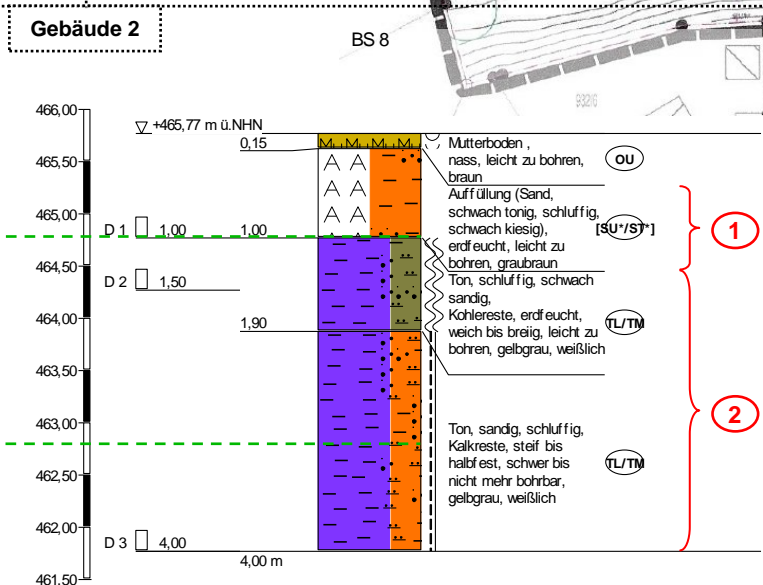 Gebäude 2
BS 8
466,00
465,50
465,00
464,50
464,00
463,50
463,00
462,50
462,00
461,50
+465,77 m ü.NHN
0,15
D 1 1,00 1,00
D 2 1,50
1,90
D 3 4,00
4,00 m
Mutterboden ,
nass, leicht zu bohren,
braun
OU
Auffüllung (Sand,
schwach tonig, schluffig,
schwach kiesig),
erdfeucht, leicht zu
bohren, graubraun
[SU*/ST*]
1
Ton, schluffig, schwach
sandig,
Kohlereste, erdfeucht,
weich bis breiig, leicht zu
bohren, gelbgrau, weißlich
TL/TM
2
Ton, sandig, schluffig,
Kalkreste, steif bis
halbfest, schwer bis
nicht mehr bohrbar,
gelbgrau, weißlich
TL/TM